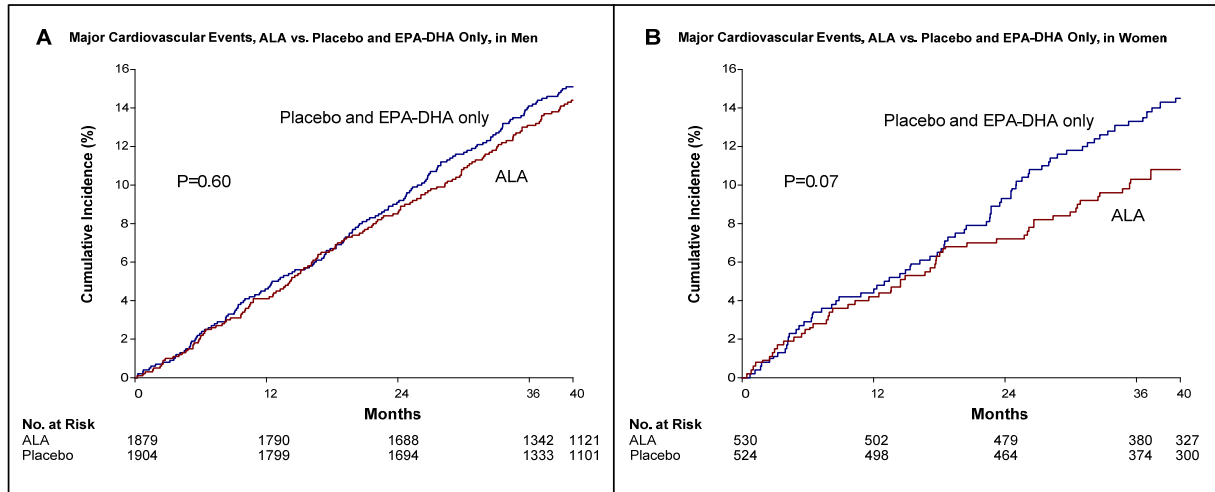 A Major Cardiovascular Events, ALA vs. Placebo and EPA-DHA Only, in Men
Cumulative Incidence (%)
16
14
12
10
8
6
4
2
0
Placebo and EPA-DHA only
ALA
P=0.60
0 12 24 36 40
Months
No. at Risk
ALA 1879 1790 1688 1342 1121
Placebo 1904 1799 1694 1333 1101
B Major Cardiovascular Events, ALA vs. Placebo and EPA-DHA Only, in Women
Cumulative Incidence (%)
16
14
12
10
8
6
4
2
0
Placebo and EPA-DHA only
P=0.07
ALA
0 12 24 36 40
Months
No. at Risk
ALA 530 502 479 380 327
Placebo 524 498 464 374 300